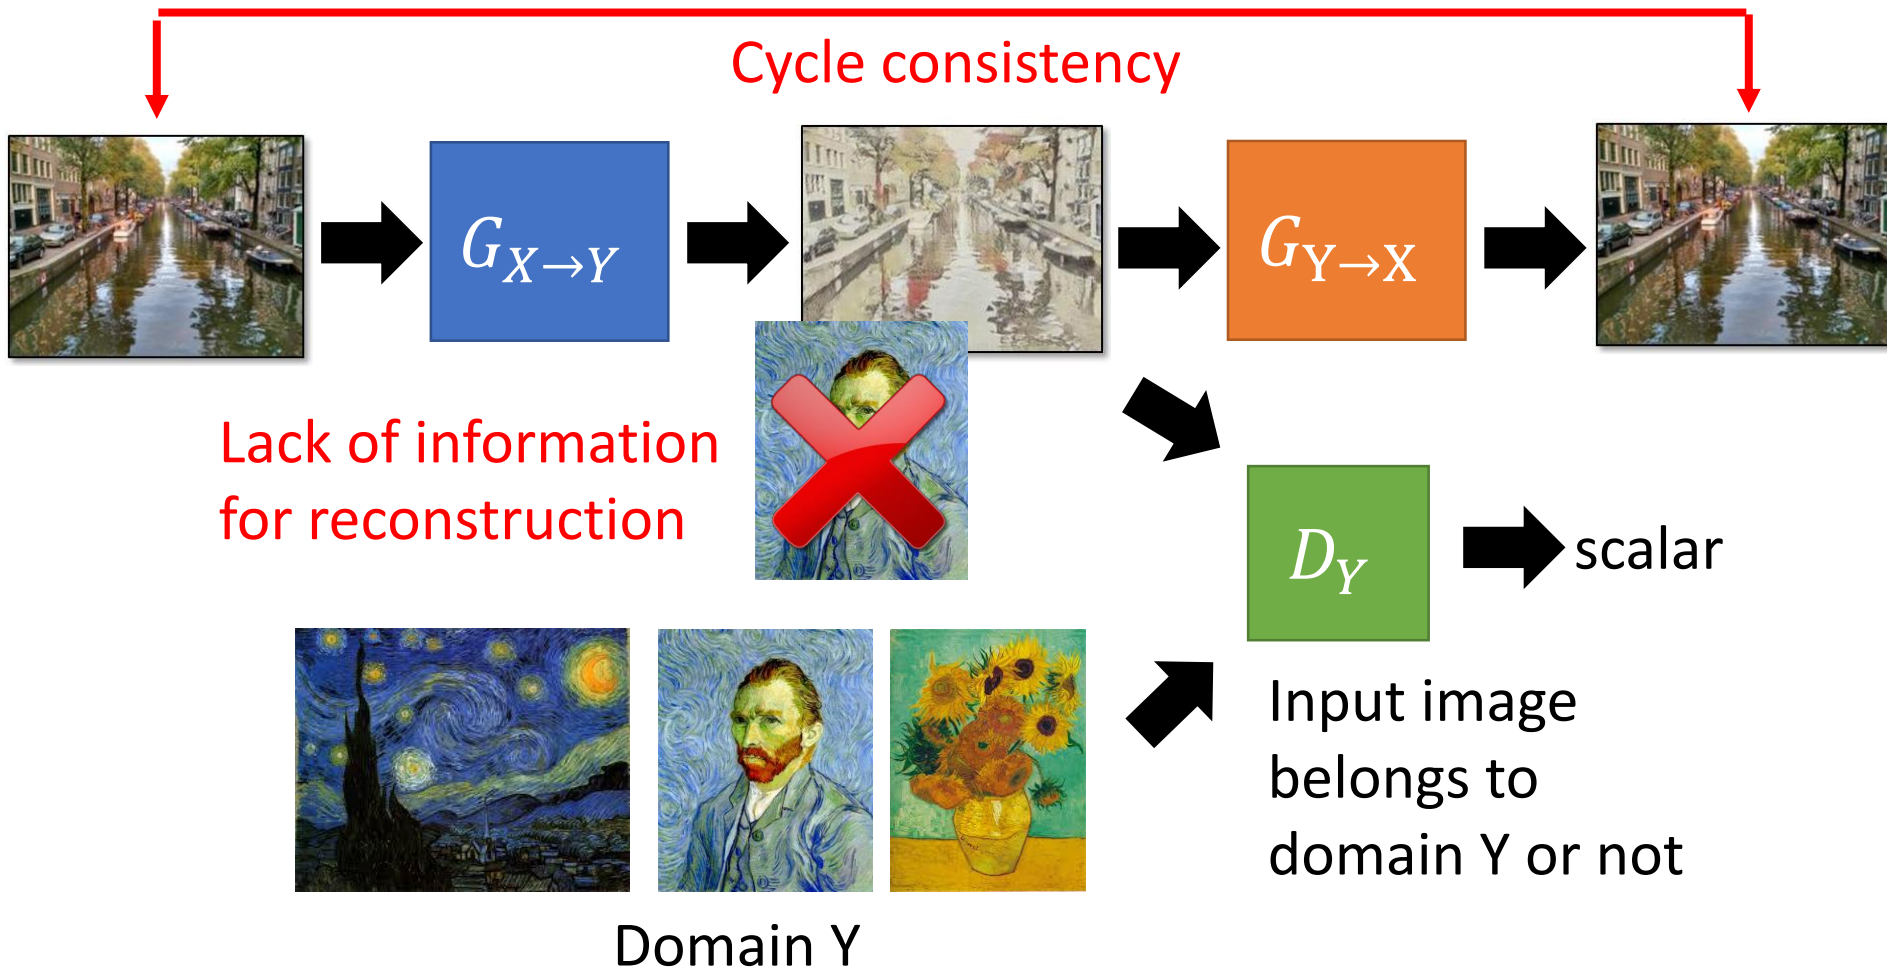 Cycle consistency
G_{X→Y}
G_{Y→X}
Lack of information
for reconstruction
D_Y
scalar
Input image
belongs to
domain Y or not
Domain Y